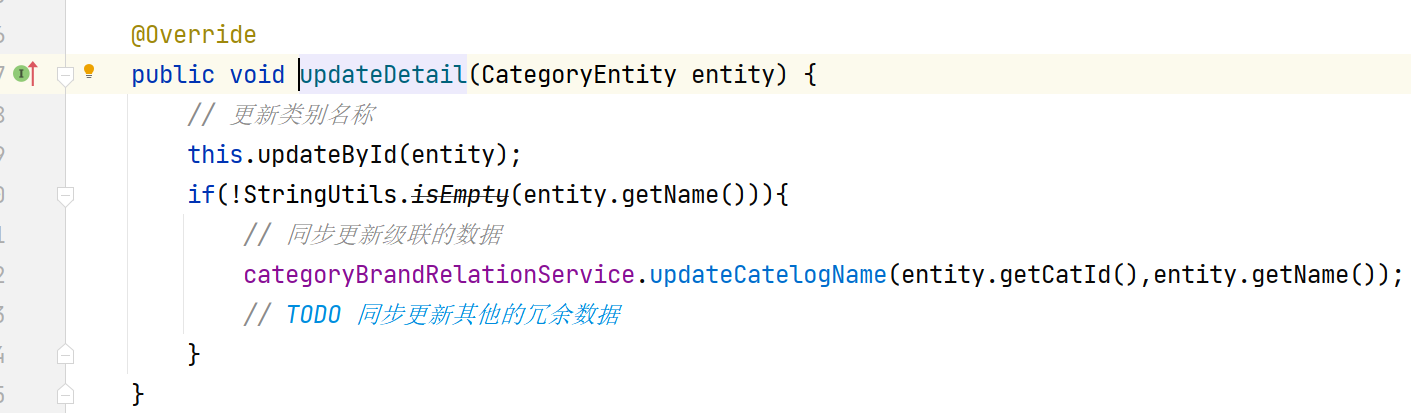 @Override
public void updateDetail(CategoryEntity entity) {
// 更新类别名称
this.updateById(entity);
if(!StringUtils.isEmpty(entity.getName())){
// 同步更新级联的数据
categoryBrandRelationService.updateCatelogName(entity.getCatId(),entity.getName());
// TODO 同步更新其他的冗余数据
}
}